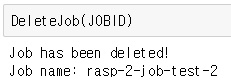 DeleteJob(JOBID)
Job has been deleted!
Job name: rasp-2-job-test-2